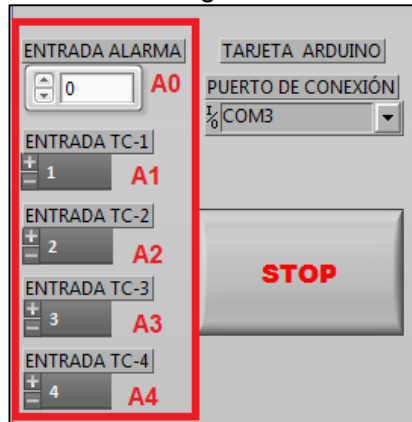 ENTRADA ALARMA
0
A0
ENTRADA TC-1
1
A1
ENTRADA TC-2
2
A2
ENTRADA TC-3
3
A3
ENTRADA TC-4
4
A4
TARJETA ARDUINO
PUERTO DE CONEXIÓN
COM3
STOP